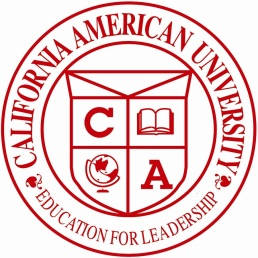 CALIFORNIA AMERICAN UNIVERSITY
C
A
EDUCATION FOR LEADERSHIP